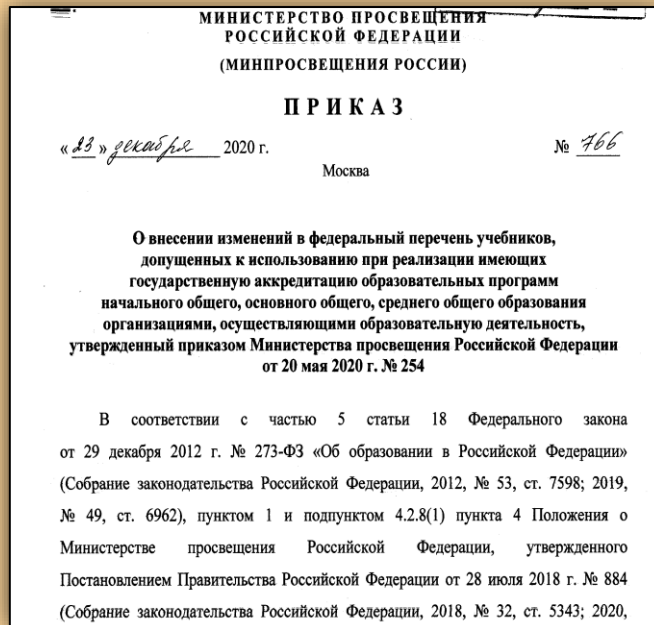 МИНИСТЕРСТВО ПРОСВЕЩЕНИЯ
РОССИЙСКОЙ ФЕДЕРАЦИИ
(МИНПРОСВЕЩЕНИЯ РОССИИ)
ПРИКАЗ
« 23 » декабря 2020 г. № 766
Москва
О внесении изменений в федеральный перечень учебников,
допущенных к использованию при реализации имеющих
государственную аккредитацию образовательных программ
начального общего, основного общего, среднего общего образования
организациями, осуществляющими образовательную деятельность,
утвержденный приказом Министерства просвещения Российской Федерации
от 20 мая 2020 г. № 254
В соответствии с частью 5 статьи 18 Федерального закона
от 29 декабря 2012 г. № 273-ФЗ «Об образовании в Российской Федерации»
(Собрание законодательства Российской Федерации, 2012, № 53, ст. 7598; 2019,
№ 49, ст. 6962), пунктом 1 и подпунктом 4.2.8(1) пункта 4 Положения о
Министерстве просвещения Российской Федерации, утвержденного
Постановлением Правительства Российской Федерации от 28 июля 2018 г. № 884
(Собрание законодательства Российской Федерации, 2018, № 32, ст. 5343; 2020,